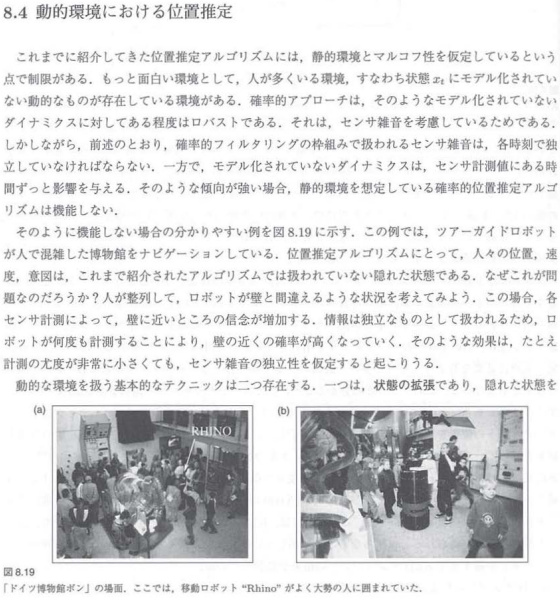 8.4 動的環境における位置推定
これまでに紹介してきた位置推定アルゴリズムには，静的環境とマルコフ性を仮定しているという
点で制限がある．もっと面白い環境として，人が多くいる環境，すなわち状態 xt にモデル化されてい
ない動的なものが存在している環境がある．確率的アプローチは，そのようなモデル化されていない
ダイナミクスに対してある程度はロバストである．それは，センサ雑音を考慮しているためである．
しかしながら，前述のとおり，確率的フィルタリングの枠組みで扱われるセンサ雑音は，各時刻で独
立していなければならない．一方で，モデル化されていないダイナミクスは，センサ計測値にある時
間ずっと影響を与える．そのような傾向が強い場合，静的環境を想定している確率的位置推定アルゴ
リズムは機能しない．
そのように機能しない場合の分かりやすい例を図8.19 に示す．この例では，ツアーガイドロボット
が人で混雑した博物館をナビゲーションしている．位置推定アルゴリズムにとって，人々の位置，速
度，意図は，これまで紹介されたアルゴリズムでは扱われていない隠れた状態である．なぜこれが問
題なのだろうか？人が整列して，ロボットが壁と間違えるような状況を考えてみよう．この場合，各
センサ計測によって，壁に近いところの信念が増加する．情報は独立なものとして扱われるため，ロ
ボットが何度も計測することにより，壁の近くの確率が高くなっていく．そのような効果は，たとえ
計測の尤度が非常に小さくても，センサ雑音の独立性を仮定すると起こりうる．
動的な環境を扱う基本的なテクニックは二つ存在する．一つは，状態の拡張であり，隠れた状態を
(a) (b)
RHINO
図8.19
「ドイツ博物館ボン」の場面．ここでは，移動ロボット “Rhino” がよく大勢の人に囲まれていた．